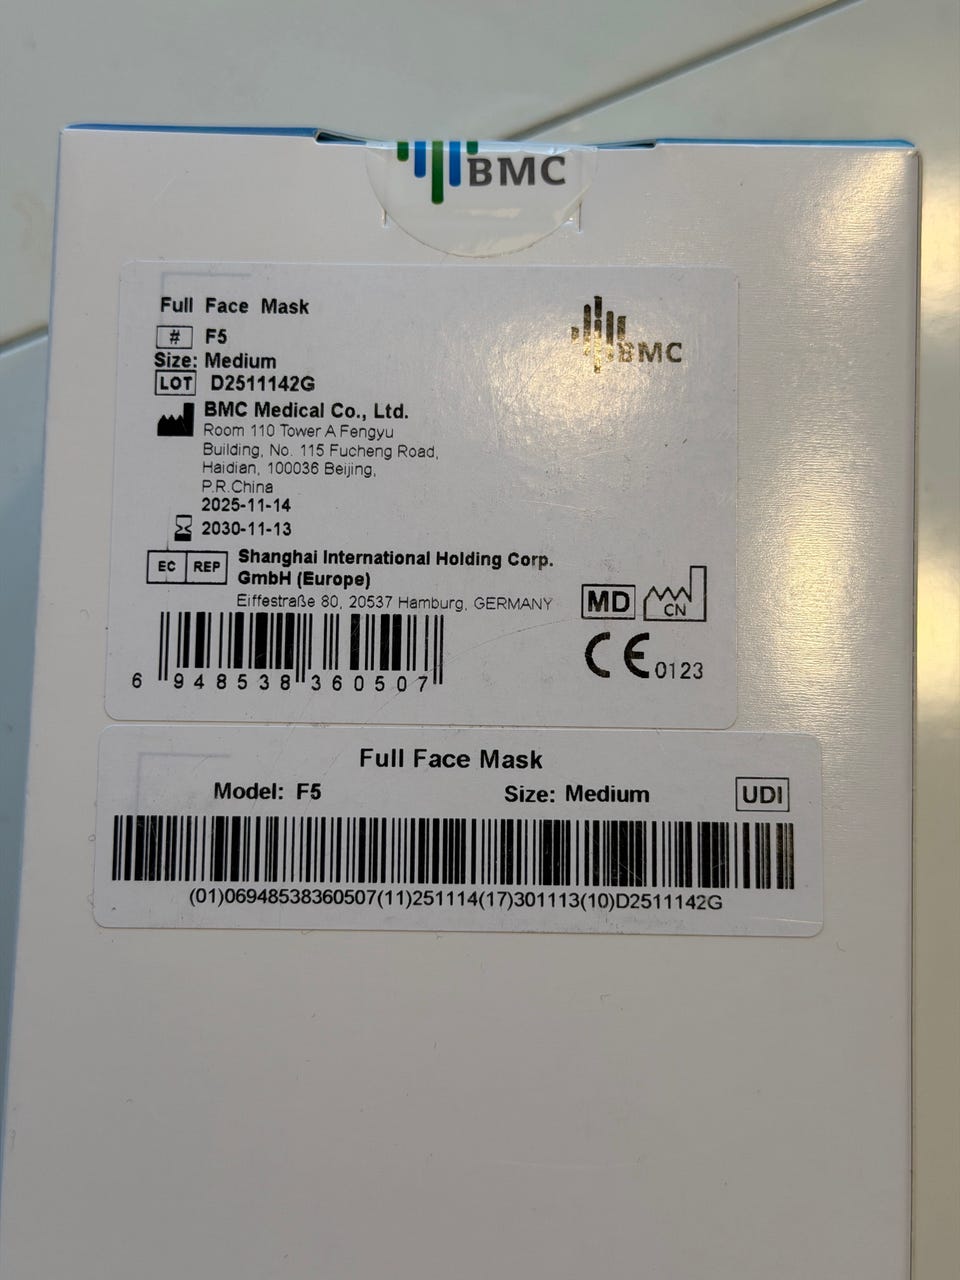 BMC
Full Face Mask
BMC
# F5
Size: Medium
LOT D2511142G
BMC Medical Co., Ltd.
Room 110 Tower A Fengyu
Building, No. 115 Fucheng Road,
Haidian, 100036 Beijing,
P.R.China
2025-11-14
2030-11-13
EC REP Shanghai International Holding Corp.
GmbH (Europe)
Eiffestraße 80, 20537 Hamburg, GERMANY
MD CN
CE 0123
6 948538 360507
Full Face Mask
Model: F5 Size: Medium UDI
(01)06948538360507(11)251114(17)301113(10)D2511142G